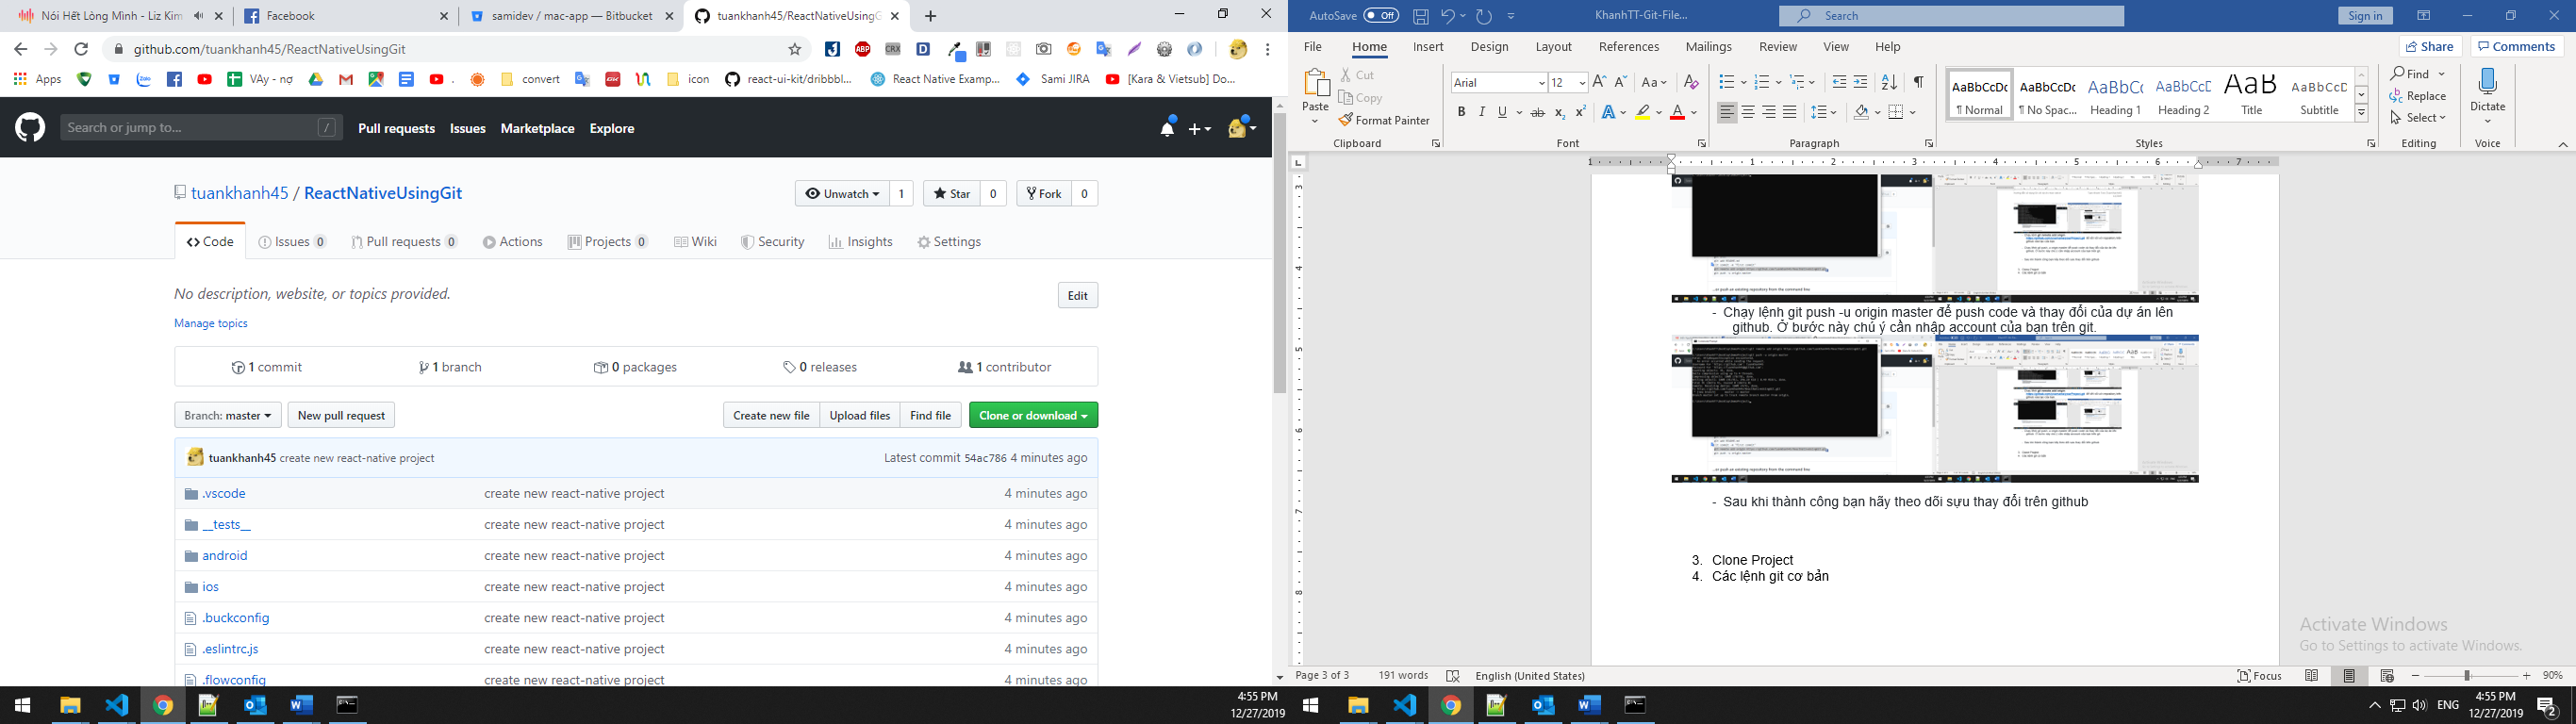 Nói Hết Lòng Mình - Liz Kim
Facebook
samidev / mac-app — Bitbucket
tuankhanh45/ReactNativeUsingG
github.com/tuankhanh45/ReactNativeUsingGit
Apps
VAy - nợ
convert
icon
react-ui-kit/dribbbl...
React Native Examp...
Sami JIRA
[Kara & Vietsub] Do...
Search or jump to...
/
Pull requests
Issues
Marketplace
Explore
tuankhanh45 / ReactNativeUsingGit
Unwatch 1
Star 0
Fork 0
Code
Issues 0
Pull requests 0
Actions
Projects 0
Wiki
Security
Insights
Settings
No description, website, or topics provided.
Edit
Manage topics
1 commit
1 branch
0 packages
0 releases
1 contributor
Branch: master
New pull request
Create new file
Upload files
Find file
Clone or download
tuankhanh45 create new react-native project
Latest commit 54ac786 4 minutes ago
.vscode create new react-native project 4 minutes ago
__tests__ create new react-native project 4 minutes ago
android create new react-native project 4 minutes ago
ios create new react-native project 4 minutes ago
.buckconfig create new react-native project 4 minutes ago
.eslintrc.js create new react-native project 4 minutes ago
.flowconfig create new react-native project 4 minutes ago
4:55 PM
12/27/2019
AutoSave Off
KhanhTT-Git-File...
Search
Sign in
File
Home
Insert
Design
Layout
References
Mailings
Review
View
Help
Share
Comments
Paste
Cut
Copy
Format Painter
Clipboard
Arial
12
Font
Paragraph
AaBbCcDc
¶ Normal
AaBbCcDc
¶ No Spac...
AaBbCc
Heading 1
AaBbCcD
Heading 2
AaB
Title
AaBbCcD
Subtitle
Styles
Find
Replace
Select
Editing
Dictate
Voice
- Chạy lệnh git push -u origin master để push code và thay đổi của dự án lên
github. Ở bước này chú ý cần nhập account của bạn trên git.
- Sau khi thành công bạn hãy theo dõi sựu thay đổi trên github
3. Clone Project
4. Các lệnh git cơ bản
Activate Windows
Go to Settings to activate Windows.
Page 3 of 3
191 words
English (United States)
Focus
90%
ENG
4:55 PM
12/27/2019
2